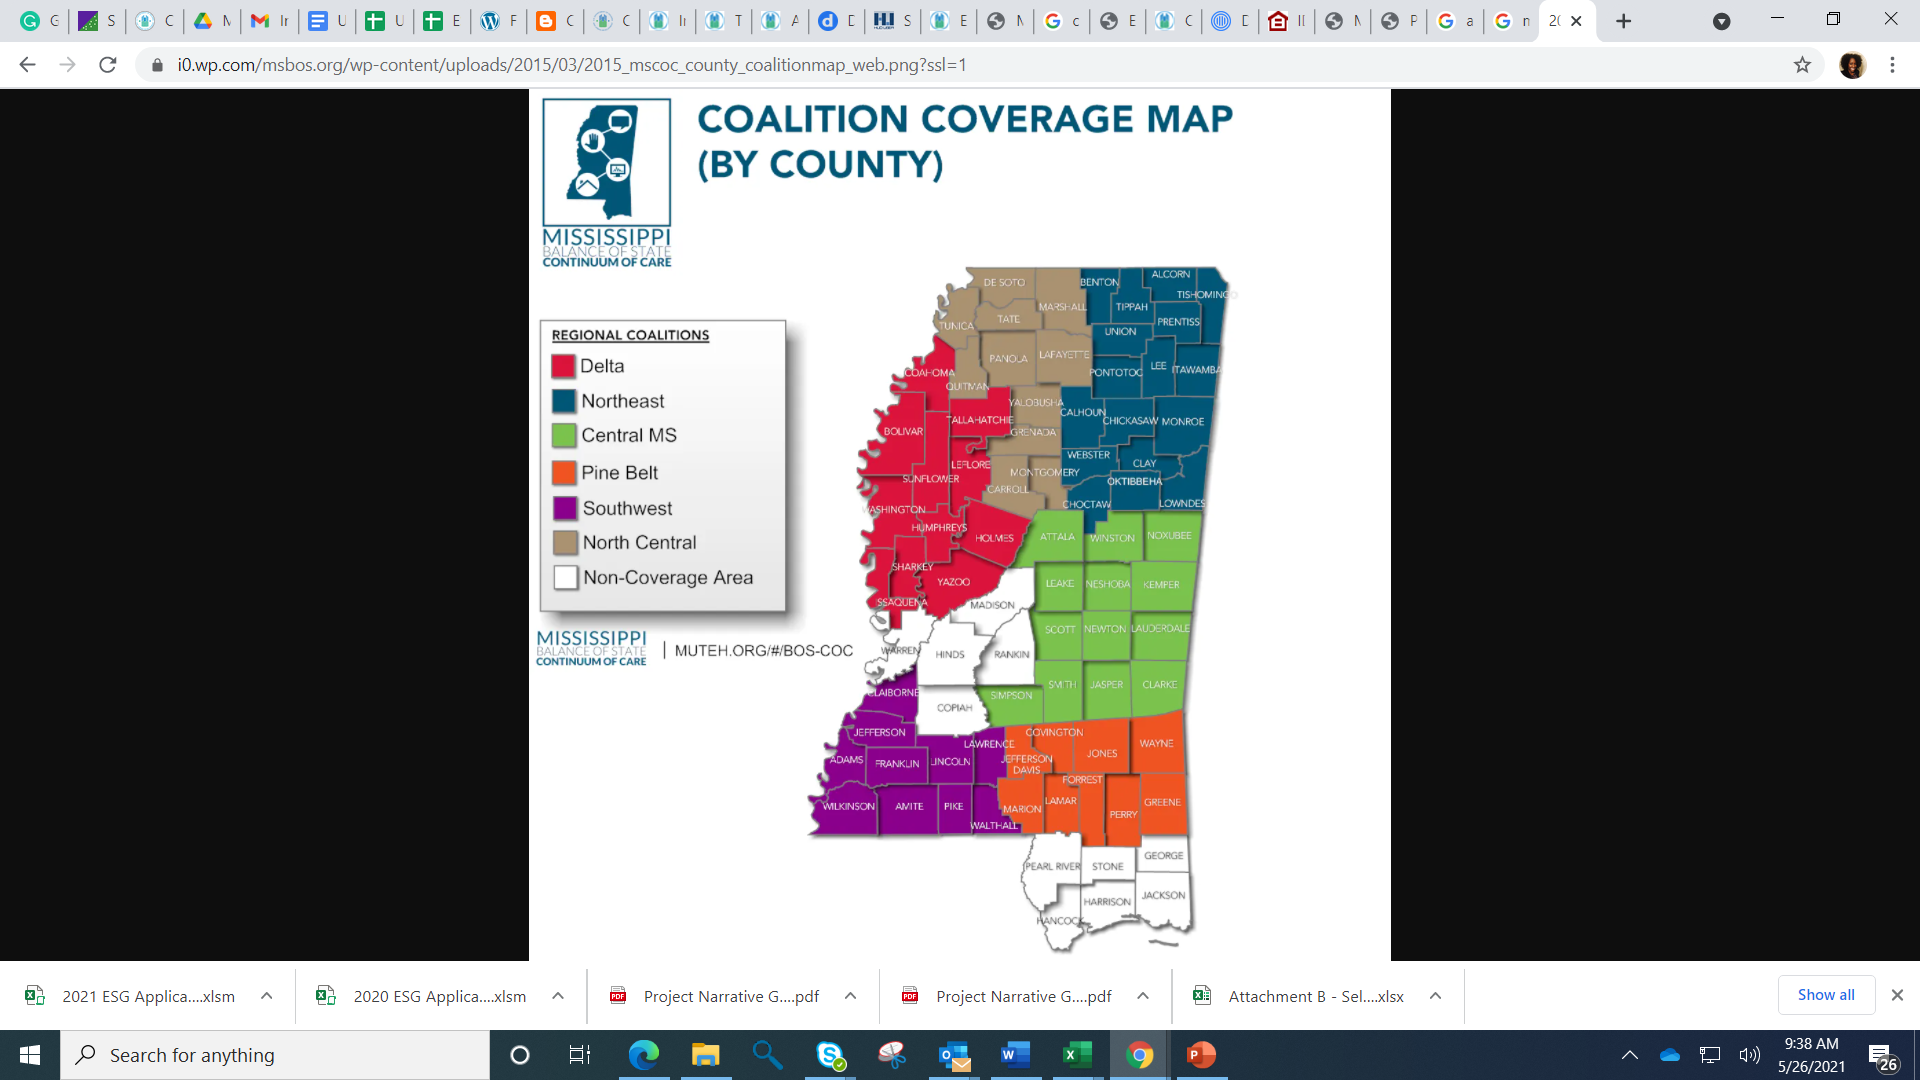 G
S
C
M
Ir
U
U
E
F
C
C
Ir
T
A
D
S
E
M
c
E
C
D
II
M
P
a
n
20
i0.wp.com/msbos.org/wp-content/uploads/2015/03/2015_mscoc_county_coalitionmap_web.png?ssl=1
COALITION COVERAGE MAP
(BY COUNTY)
MISSISSIPPI
BALANCE OF STATE
CONTINUUM OF CARE
REGIONAL COALITIONS
Delta
Northeast
Central MS
Pine Belt
Southwest
North Central
Non-Coverage Area
MISSISSIPPI
BALANCE OF STATE
CONTINUUM OF CARE
| MUTEH.ORG/#/BOS-COC
DE SOTO
BENTON
ALCORN
TISHOMINGO
MARSHALL
TIPPAH
TATE
PRENTISS
TUNICA
UNION
PANOLA
LAFAYETTE
LEE
ITAWAMBA
PONTOTOC
COAHOMA
QUITMAN
YALOBUSHA
CALHOUN
TALLAHATCHIE
CHICKASAW
MONROE
BOLIVAR
GRENADA
WEBSTER
CLAY
LEFLORE
MONTGOMERY
SUNFLOWER
OKTIBBEHA
CARROLL
CHOCTAW
LOWNDES
WASHINGTON
HUMPHREYS
HOLMES
ATTALA
WINSTON
NOXUBEE
SHARKEY
YAZOO
LEAKE
NESHOBA
KEMPER
SSAQUENA
MADISON
SCOTT
NEWTON
LAUDERDALE
WARREN
HINDS
RANKIN
SMITH
JASPER
CLARKE
CLAIBORNE
SIMPSON
COPIAH
JEFFERSON
LAWRENCE
COVINGTON
WAYNE
JONES
ADAMS
FRANKLIN
LINCOLN
JEFFERSON
DAVIS
FORREST
WILKINSON
AMITE
PIKE
MARION
LAMAR
GREENE
PERRY
WALTHALL
PEARL RIVER
STONE
GEORGE
JACKSON
HARRISON
HANCOCK
2021 ESG Applica....xlsm
2020 ESG Applica....xlsm
Project Narrative G....pdf
Project Narrative G....pdf
Attachment B - Sel....xlsx
Show all
Search for anything
9:38 AM
5/26/2021
26